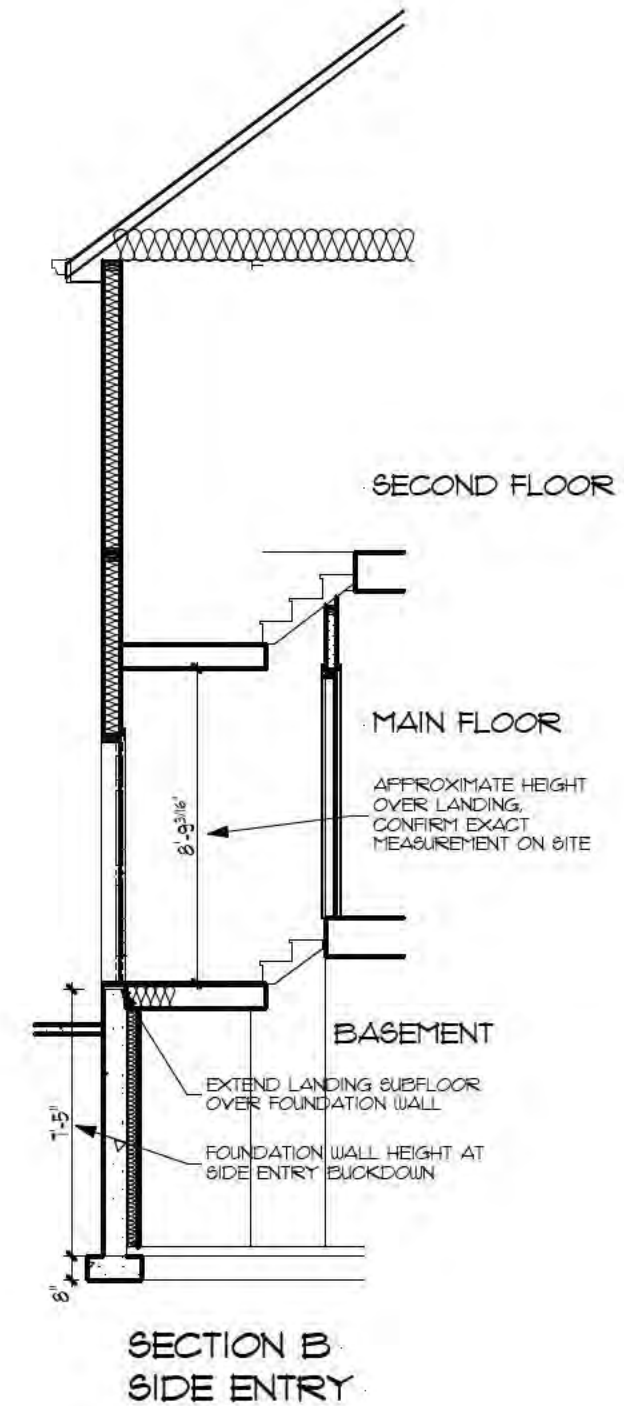 SECOND FLOOR
MAIN FLOOR
APPROXIMATE HEIGHT
OVER LANDING,
CONFIRM EXACT
MEASUREMENT ON SITE
8'-9 3/16"
BASEMENT
EXTEND LANDING SUBFLOOR
OVER FOUNDATION WALL
7'-5"
FOUNDATION WALL HEIGHT AT
SIDE ENTRY BUCKDOWN
8"
SECTION B
SIDE ENTRY